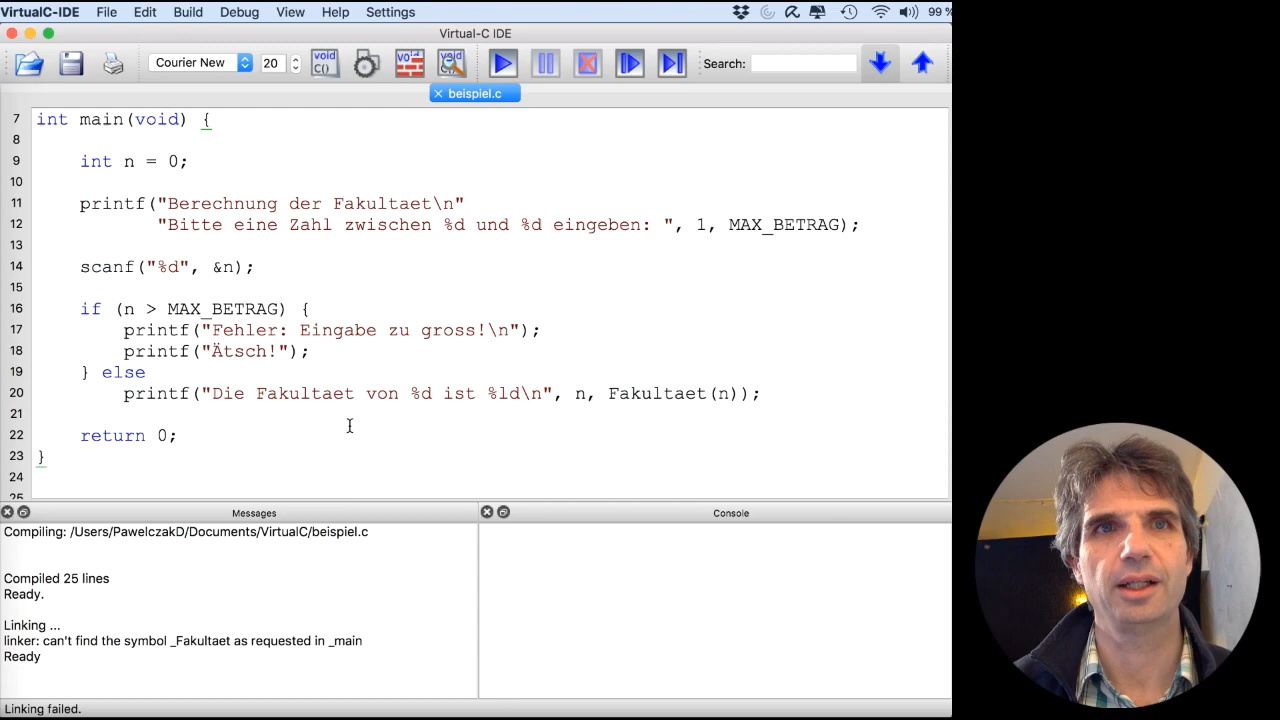 VirtualC-IDE File Edit Build Debug View Help Settings 99 %
Virtual-C IDE
Courier New 20 void C() void void Search:
beispiel.c
7 int main(void) {
8
9 int n = 0;
10
11 printf("Berechnung der Fakultaet\n"
12 "Bitte eine Zahl zwischen %d und %d eingeben: ", 1, MAX_BETRAG);
13
14 scanf("%d", &n);
15
16 if (n > MAX_BETRAG) {
17 printf("Fehler: Eingabe zu gross!\n");
18 printf("Ätsch!");
19 } else
20 printf("Die Fakultaet von %d ist %ld\n", n, Fakultaet(n));
21
22 return 0;
23 }
24
25
Messages Console
Compiling: /Users/PawelczakD/Documents/VirtualC/beispiel.c
Compiled 25 lines
Ready.
Linking ...
linker: can't find the symbol _Fakultaet as requested in _main
Ready
Linking failed.